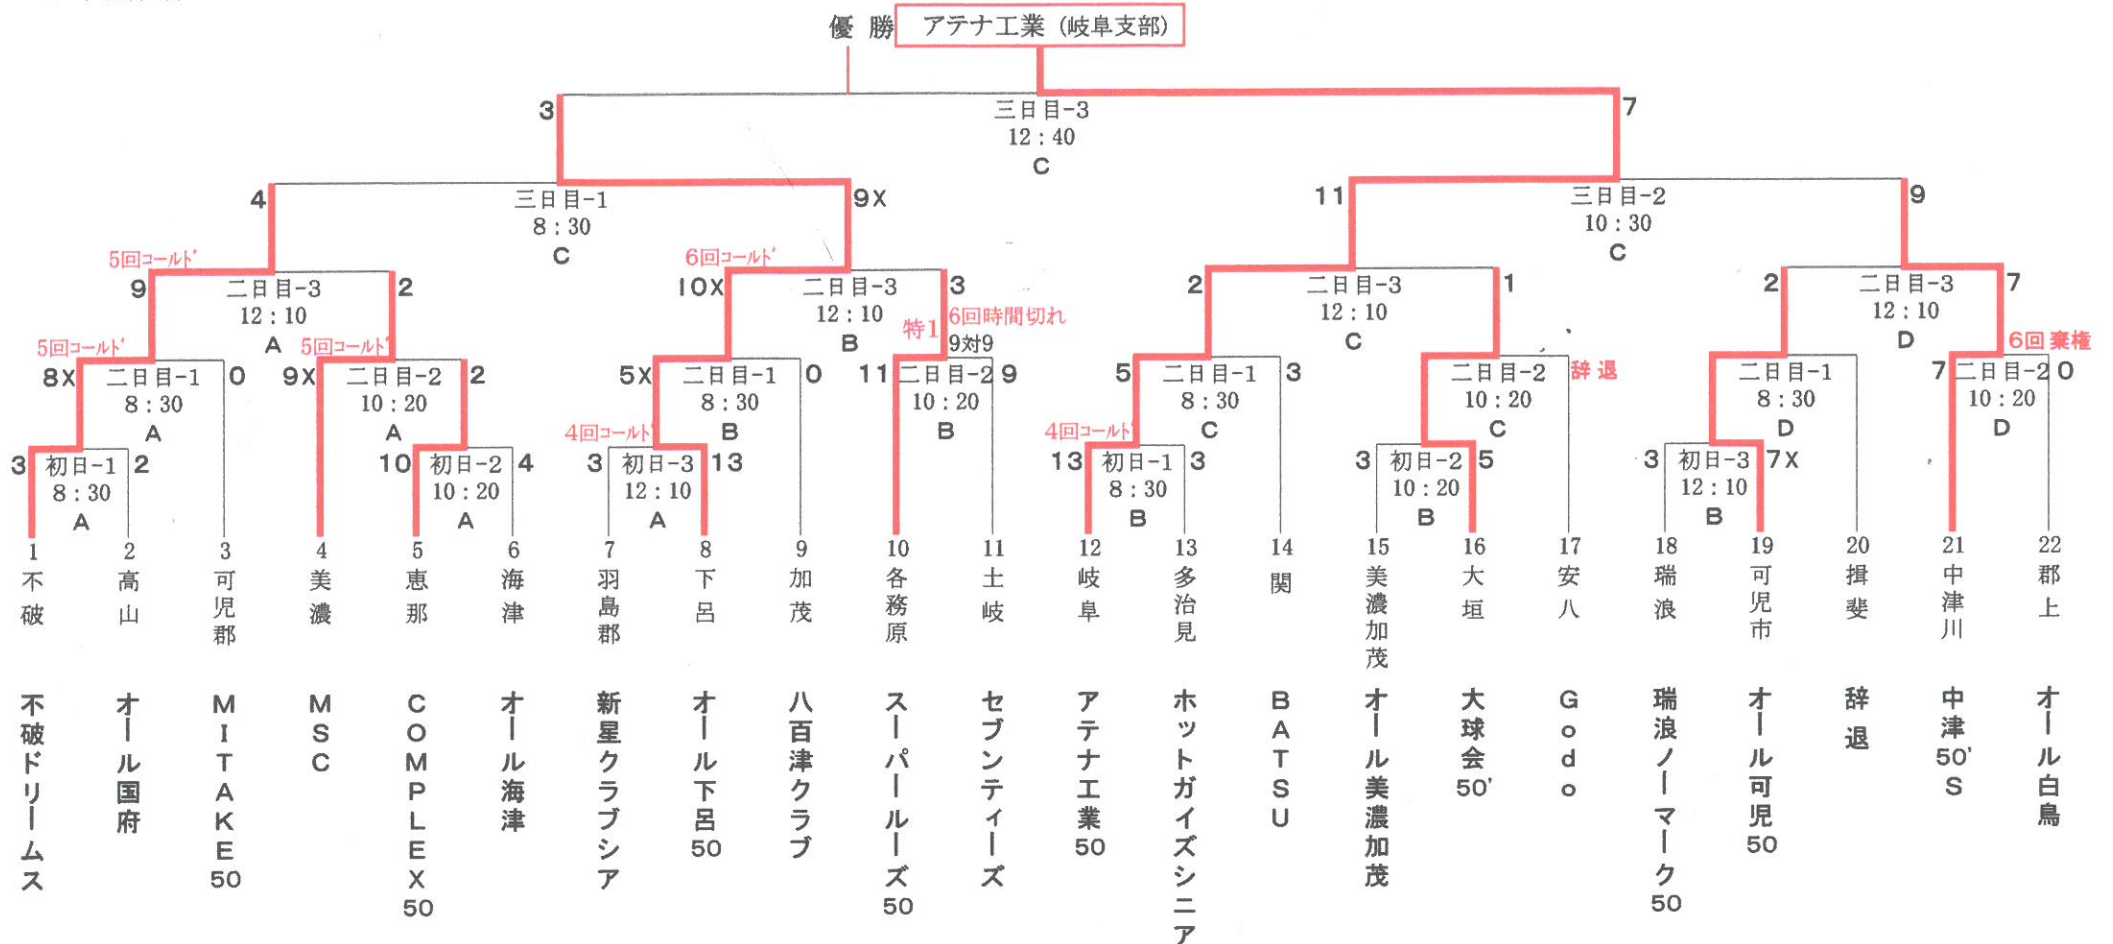 優勝 アテナ工業 (岐阜支部)
3 三日目-3 7
12：40
C
4 三日目-1 9X 11 三日目-2 9
8：30 10：30
C C
5回コールド 6回コールド
9 二日目-3 2 10X 二日目-3 3 2 二日目-3 1 2 二日目-3 7
12：10 12：10 12：10 12：10
A B C D
特1 6回時間切れ
9対9
5回コールド 5回コールド 6回棄権
8X 二日目-1 0 9X 二日目-2 2 5X 二日目-1 0 11 二日目-2 9 5 二日目-1 3 二日目-2 辞退 二日目-1 7 二日目-2 0
8：30 10：20 8：30 10：20 8：30 10：20 8：30 10：20
A A B B C C D D
4回コールド 4回コールド
3 初日-1 2 10 初日-2 4 3 初日-3 13 13 初日-1 3 3 初日-2 5 3 初日-3 7X
8：30 10：20 12：10 8：30 10：20 12：10
A A A B B B
1 2 3 4 5 6 7 8 9 10 11 12 13 14 15 16 17 18 19 20 21 22
不破 高山 可児郡 美濃 恵那 海津 羽島郡 下呂 加茂 各務原 土岐 岐阜 多治見 関 美濃加茂 大垣 安八 瑞浪 可児市 揖斐 中津川 郡上
不破ドリームス
オール国府
MITAKE50
MSC
COMPLEX50
オール海津
新星クラブシア
オール下呂50
八百津クラブ
スーパールーズ50
セブンティーズ
アテナ工業50
ホットガイズシニア
BATSU
オール美濃加茂
大球会50'
Godo
瑞浪ノーマーク50
オール可児50
辞退
中津50'S
オール白鳥